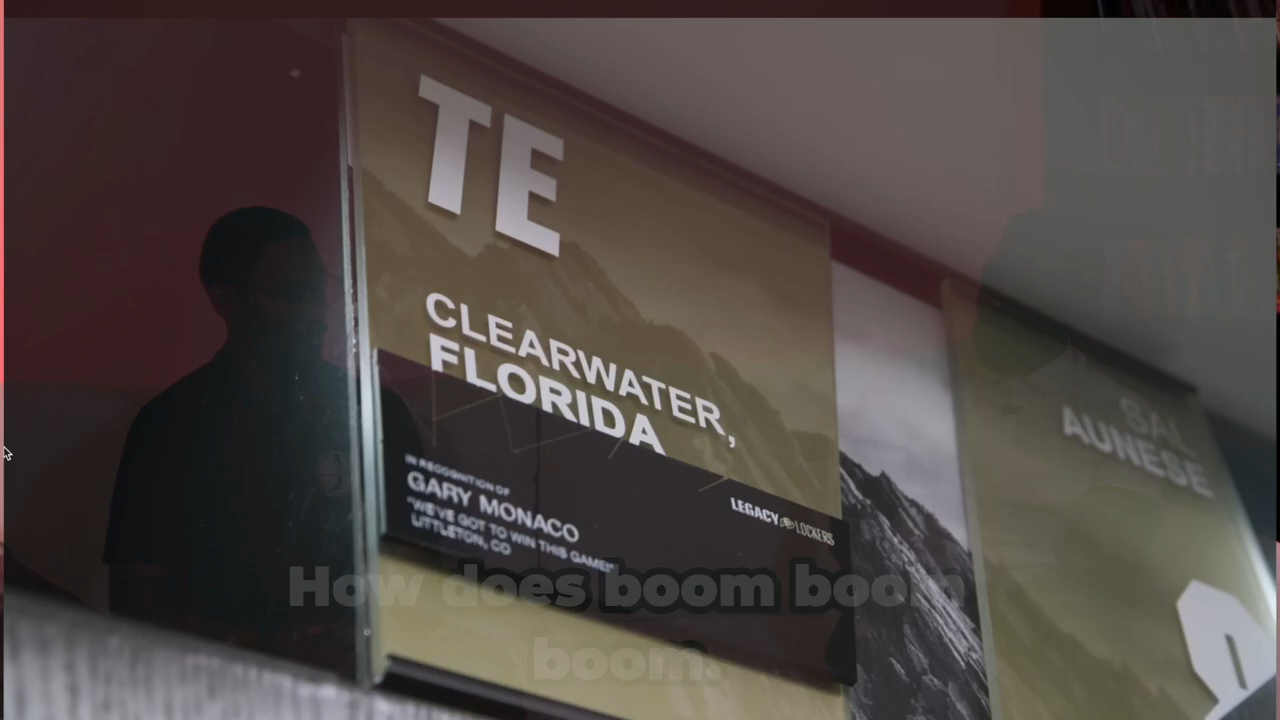 TE
CLEARWATER,
FLORIDA
IN RECOGNITION OF
GARY MONACO
"WE'VE GOT TO WIN THIS GAME!"
LITTLETON, CO
LEGACY LOCKERS
SAL
AUNESE
How does boom boom
boom.